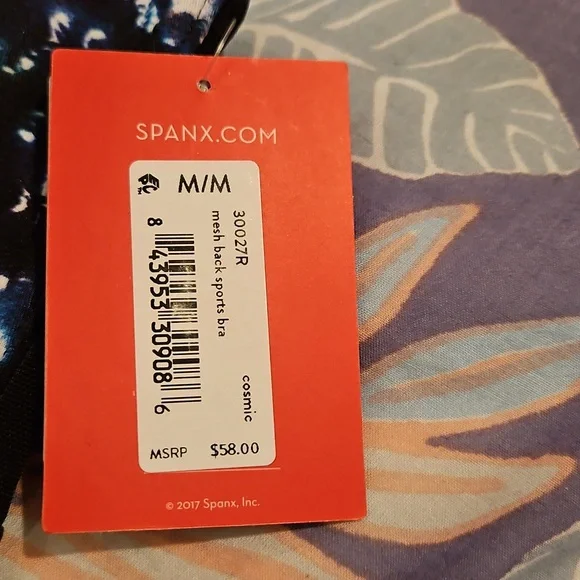 SPANX.COM
M/M
30027R
mesh back sports bra
cosmic
8 43953 30908 6
MSRP $58.00
© 2017 Spanx, Inc.